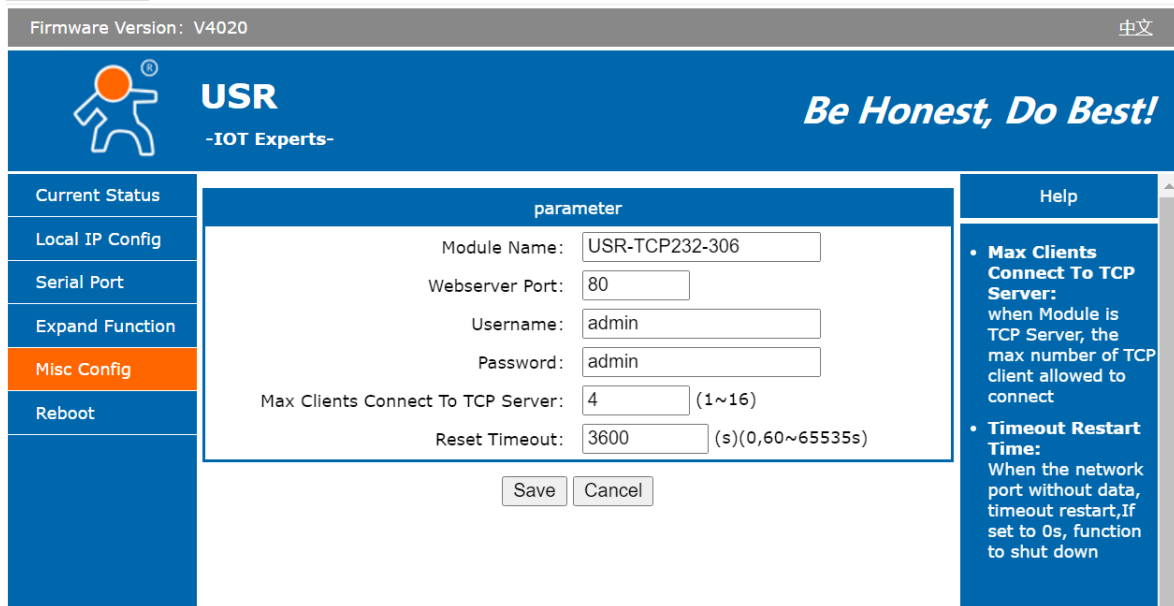 Firmware Version: V4020
中文
®
USR
-IOT Experts-
Be Honest, Do Best!
Current Status
Local IP Config
Serial Port
Expand Function
Misc Config
Reboot
parameter
Module Name: USR-TCP232-306
Webserver Port: 80
Username: admin
Password: admin
Max Clients Connect To TCP Server: 4 (1~16)
Reset Timeout: 3600 (s)(0,60~65535s)
Save Cancel
Help
• Max Clients
Connect To TCP
Server:
when Module is
TCP Server, the
max number of TCP
client allowed to
connect
• Timeout Restart
Time:
When the network
port without data,
timeout restart,If
set to 0s, function
to shut down